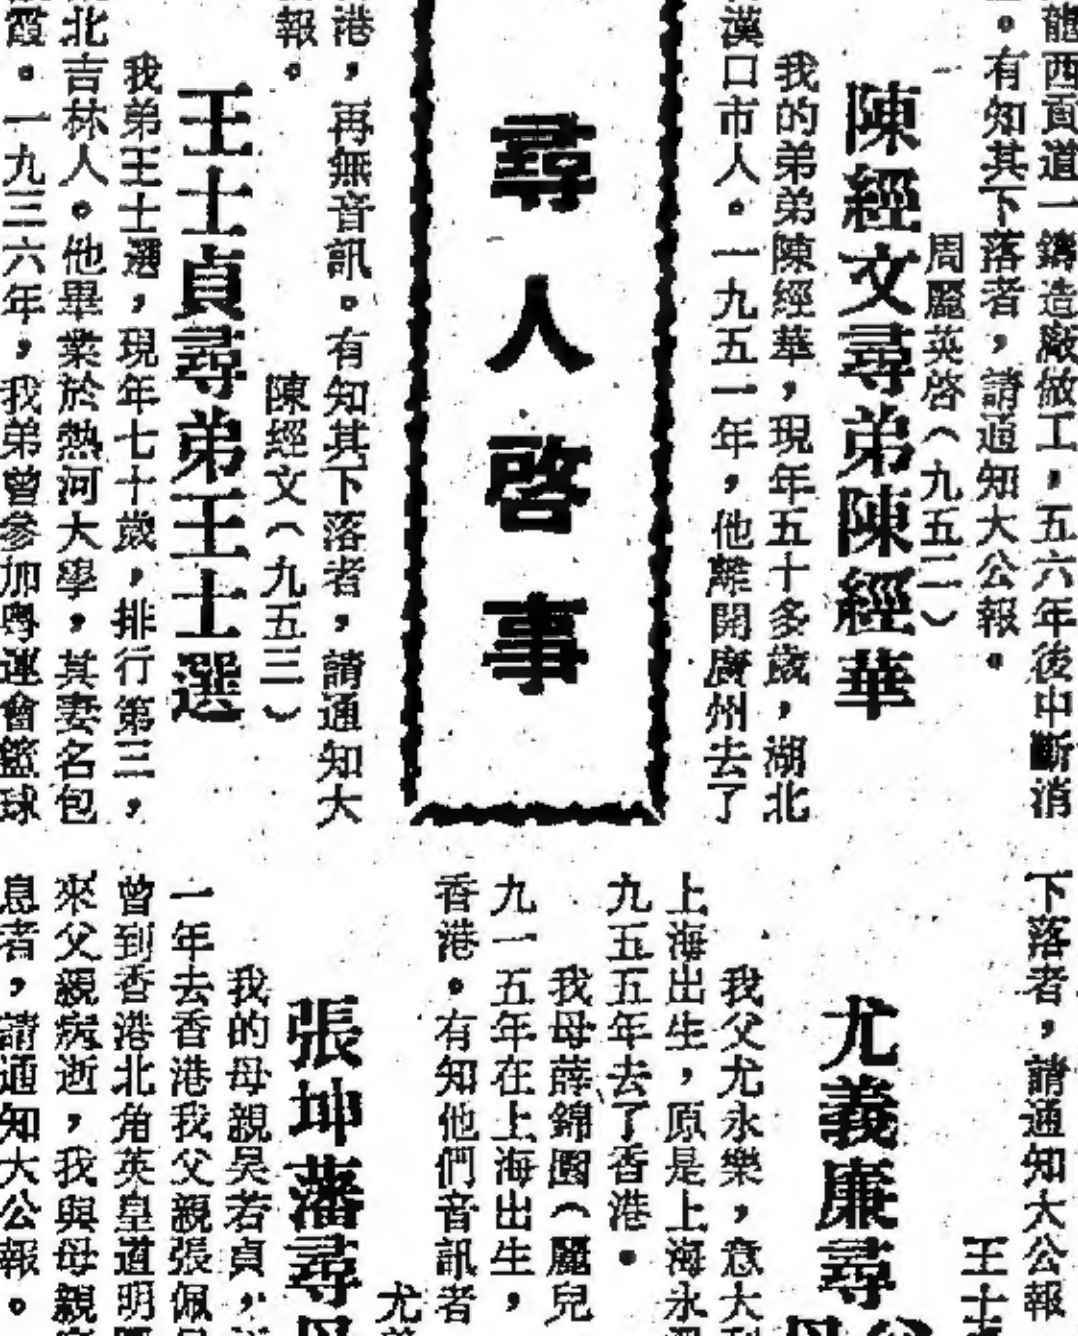 龍西貢道一鑄造廠做工，五六年後中斷消
。有知其下落者，請通知大公報。
周麗英啓（九五二）
陳經文尋弟陳經華
我的弟弟陳經華，現年五十多歲，湖北
漢口市人。一九五一年，他離開廣州去了
尋人啓事
港，再無音訊。有知其下落者，請通知大
報。
陳經文（九五三）
王士貞尋弟王士選
我弟王士選，現年七十歲，排行第三，
北吉林人。他畢業於熱河大學，其妻名包
霞。一九三六年，我弟曾參加粵運會籃球
下落者，請通知大公報
王士
尤義廉尋
我父尤永樂，意大
上海出生，原是上海永
九五五年去了香港。
我母薛錦園（麗兒
九一五年在上海出生，
香港。有知他們音訊者
尤
張坤藩尋
我的母親吳若貞，
一年去香港我父親張佩
曾到香港北角英皇道明
來父親病逝，我與母親
息者，請通知大公報。